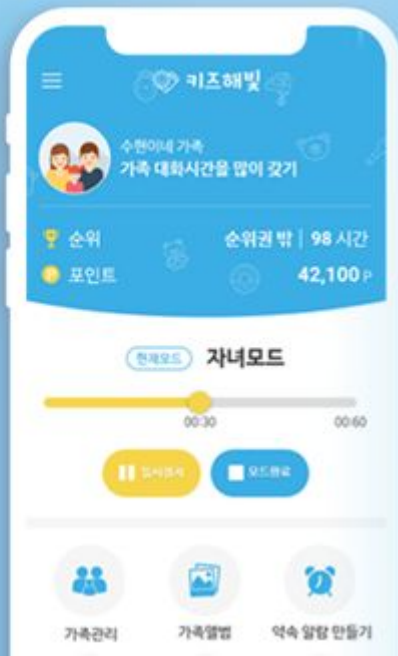 키즈해빛
수현이네 가족
가족 대화시간을 많이 갖기
순위 순위권 밖 | 98 시간
포인트 42,100 P
현재모드 자녀모드
00:30 00:60
일시정지 모드완료
가족관리 가족앨범 약속 알람 만들기